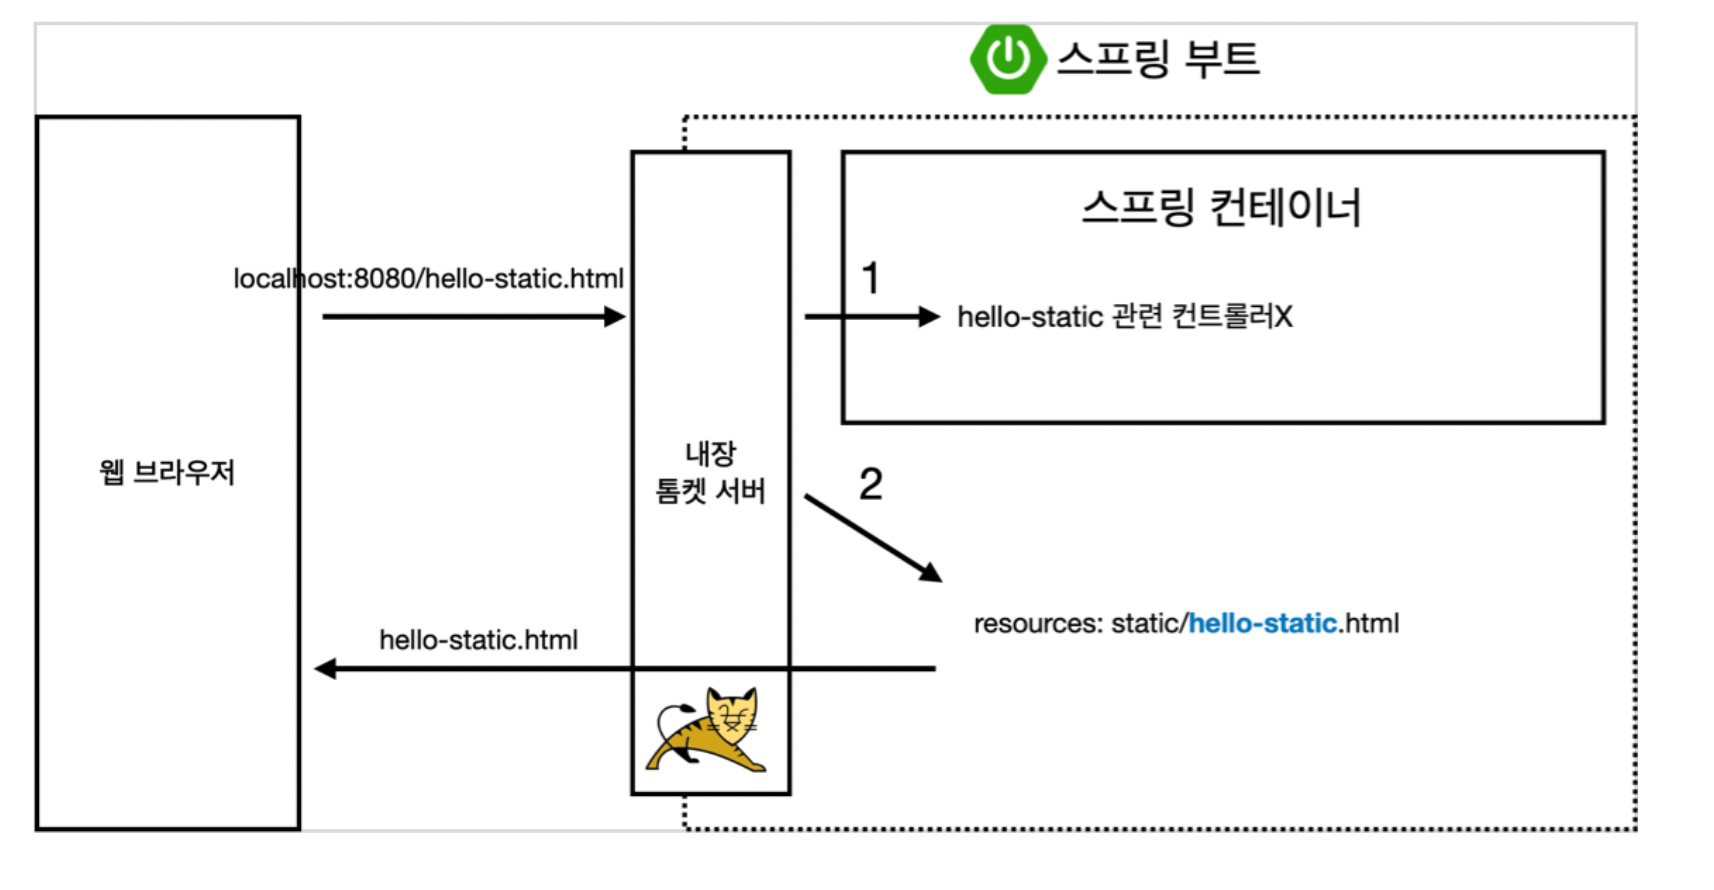 스프링 부트
스프링 컨테이너
localhost:8080/hello-static.html
1
hello-static 관련 컨트롤러X
웹 브라우저
내장
톰켓 서버
2
resources: static/hello-static.html
hello-static.html